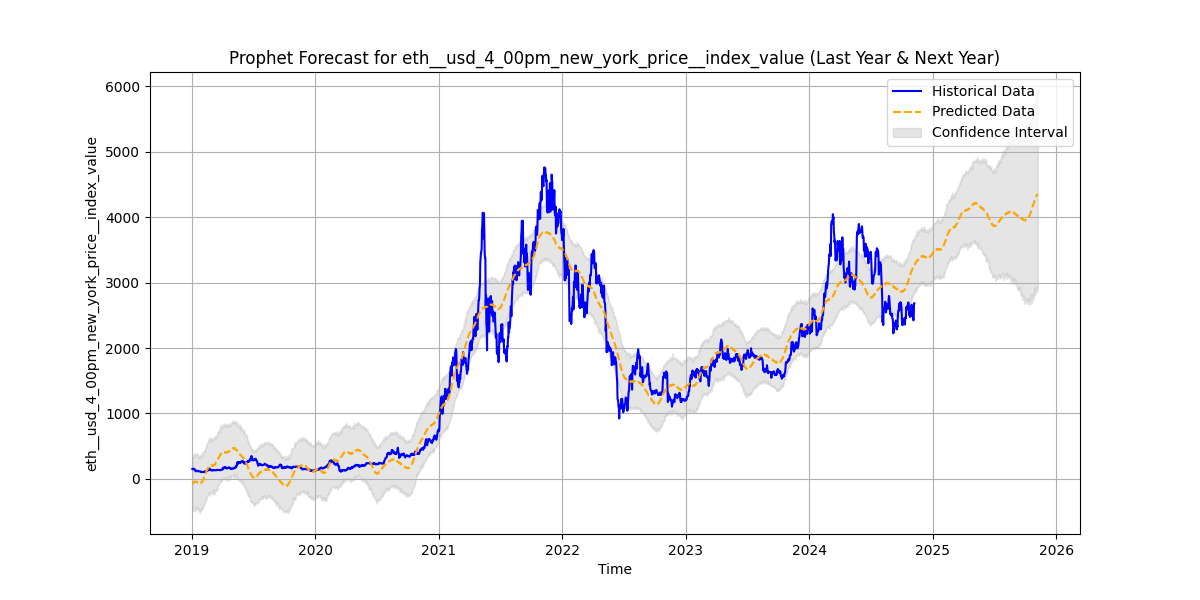 Prophet Forecast for eth__usd_4_00pm_new_york_price__index_value (Last Year & Next Year)
eth__usd_4_00pm_new_york_price__index_value
6000
5000
4000
3000
2000
1000
0
Historical Data
Predicted Data
Confidence Interval
2019 2020 2021 2022 2023 2024 2025 2026
Time